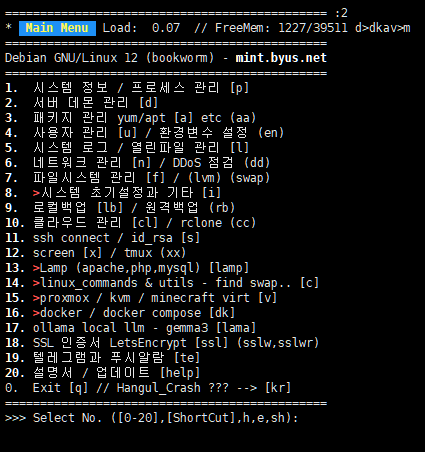 ============================================= :2
* Main Menu Load:  0.07  // FreeMem: 1227/39511 d>dkav>m
=============================================
Debian GNU/Linux 12 (bookworm) - mint.byus.net
=============================================
1.  시스템 정보 / 프로세스 관리 [p]
2.  서버 데몬 관리 [d]
3.  패키지 관리 yum/apt [a] etc (aa)
4.  사용자 관리 [u] / 환경변수 설정 (en)
5.  시스템 로그 / 열린파일 관리 [l]
6.  네트워크 관리 [n] / DDoS 점검 (dd)
7.  파일시스템 관리 [f] / (lvm) (swap)
8.  >시스템 초기설정과 기타 [i]
9.  로컬백업 [lb] / 원격백업 (rb)
10. 클라우드 관리 [cl] / rclone (cc)
11. ssh connect / id_rsa [s]
12. screen [x] / tmux (xx)
13. >Lamp (apache,php,mysql) [lamp]
14. >linux_commands & utils - find swap.. [c]
15. >proxmox / kvm / minecraft virt [v]
16. >docker / docker compose [dk]
17. ollama local llm - gemma3 [lama]
18. SSL 인증서 LetsEncrypt [ssl] (sslw,sslwr)
19. 텔레그램과 푸시알람 [te]
20. 설명서 / 업데이트 [help]
0.  Exit [q] // Hangul_Crash ??? --> [kr]
=============================================
>>> Select No. ([0-20],[ShortCut],h,e,sh):